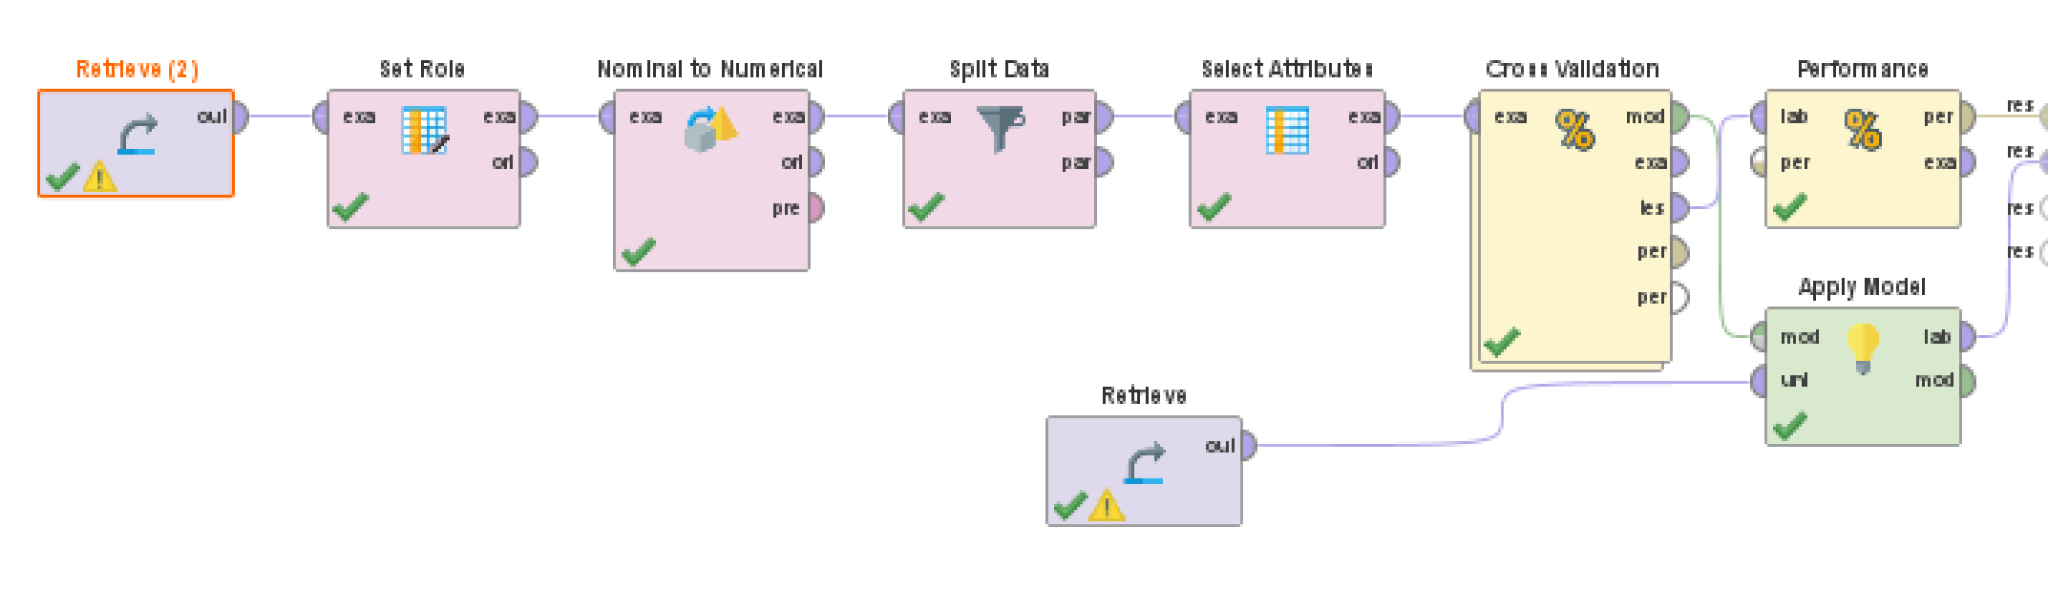 Retrieve (2)
Set Role
Nominal to Numerical
Split Data
Select Attributes
Cross Validation
Performance
res
out
exa
exa
exa
exa
exa
par
exa
exa
exa
mod
lab
per
res
ori
ori
par
ori
exa
per
exa
pre
tes
res
per
res
per
Apply Model
mod
lab
Retrieve
unl
mod
out